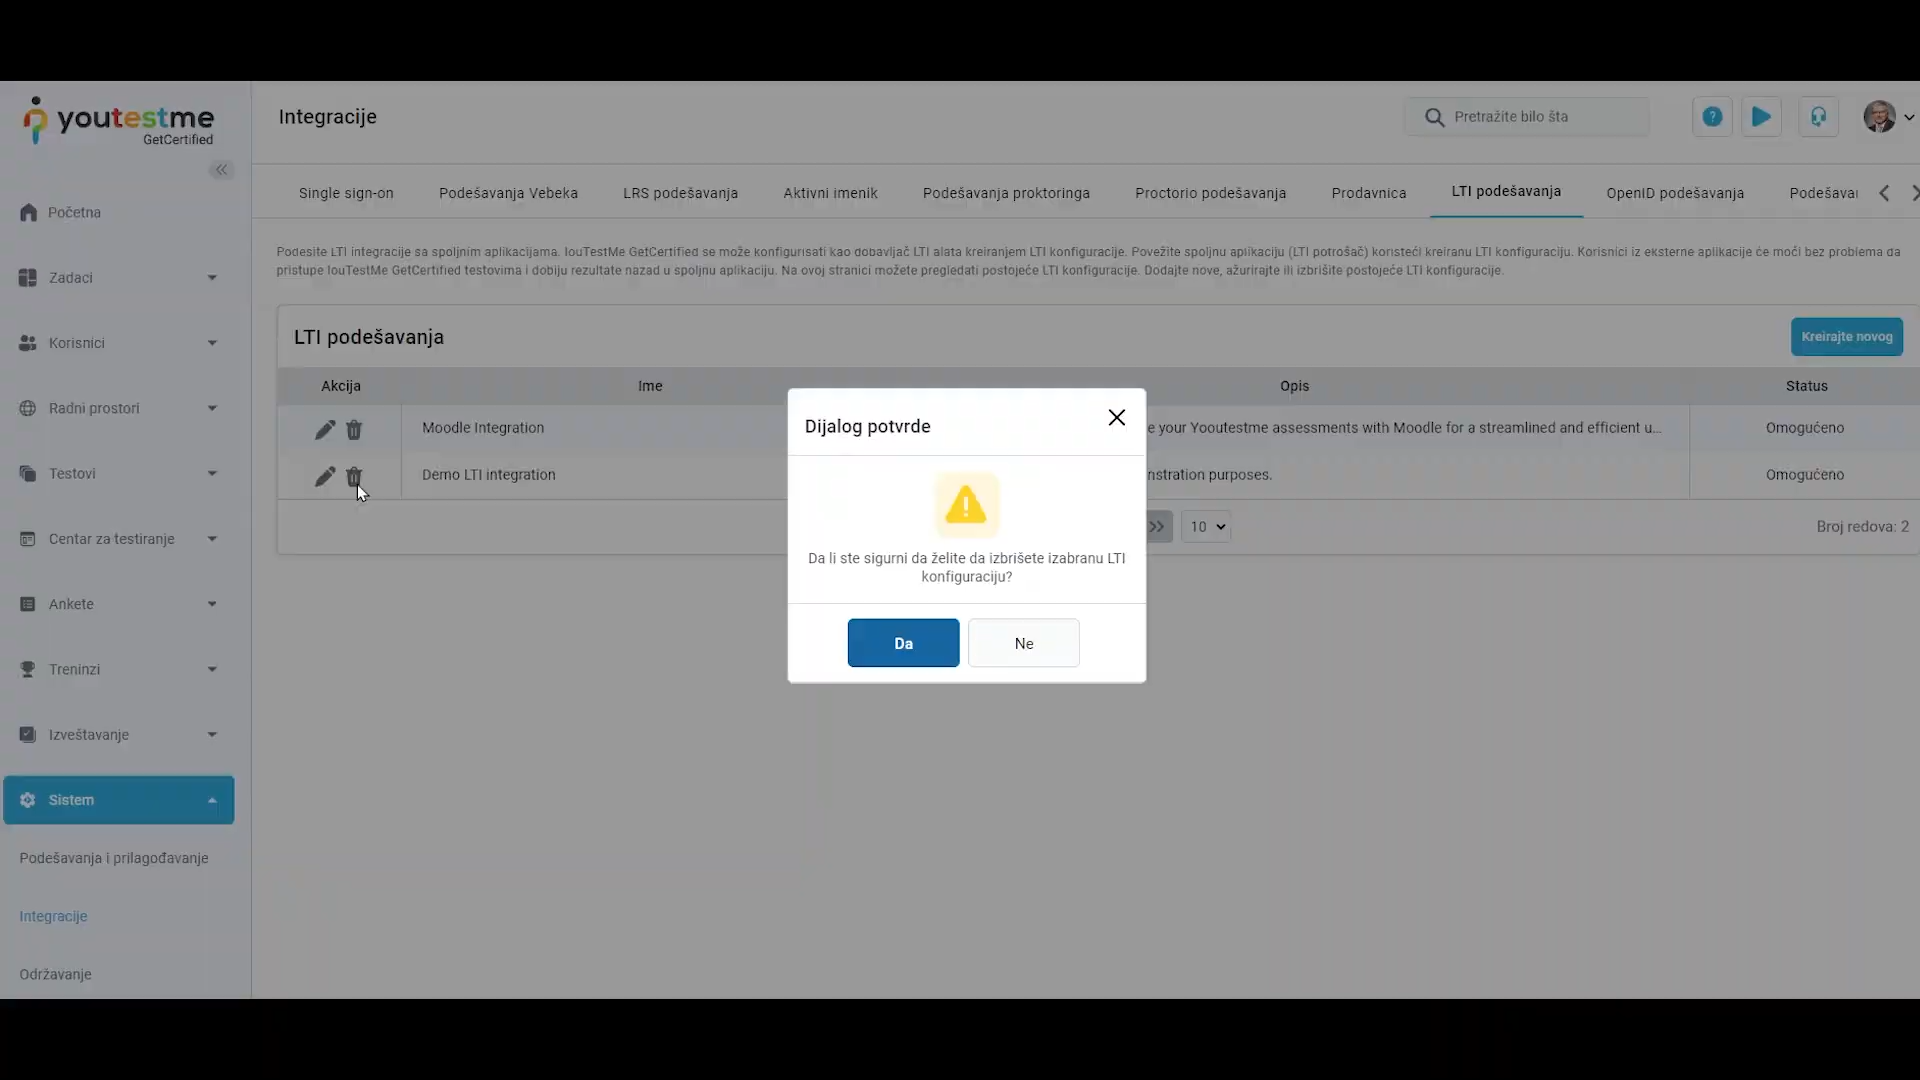 youtestme
GetCertified
Integracije
Pretražite bilo šta
Single sign-on
Podešavanja Vebeka
LRS podešavanja
Aktivni imenik
Podešavanja proktoringa
Proctorio podešavanja
Prodavnica
LTI podešavanja
OpenID podešavanja
Podešavai
Početna
Zadaci
Korisnici
Radni prostori
Testovi
Centar za testiranje
Ankete
Treninzi
Izveštavanje
Sistem
Podešavanja i prilagođavanje
Integracije
Održavanje
Podesite LTI integracije sa spoljnim aplikacijama. IouTestMe GetCertified se može konfigurisati kao dobavljač LTI alata kreiranjem LTI konfiguracije. Povežite spoljnu aplikaciju (LTI potrošač) koristeći kreiranu LTI konfiguraciju. Korisnici iz eksterne aplikacije će moći bez problema da
pristupe IouTestMe GetCertified testovima i dobiju rezultate nazad u spoljnu aplikaciju. Na ovoj stranici možete pregledati postojeće LTI konfiguracije. Dodajte nove, ažurirajte ili izbrišite postojeće LTI konfiguracije.
LTI podešavanja
Kreirajte novog
Akcija
Ime
Opis
Status
Moodle Integration
e your Yooutestme assessments with Moodle for a streamlined and efficient u...
Omogućeno
Demo LTI integration
nstration purposes.
Omogućeno
10
Broj redova: 2
Dijalog potvrde
Da li ste sigurni da želite da izbrišete izabranu LTI
konfiguraciju?
Da
Ne